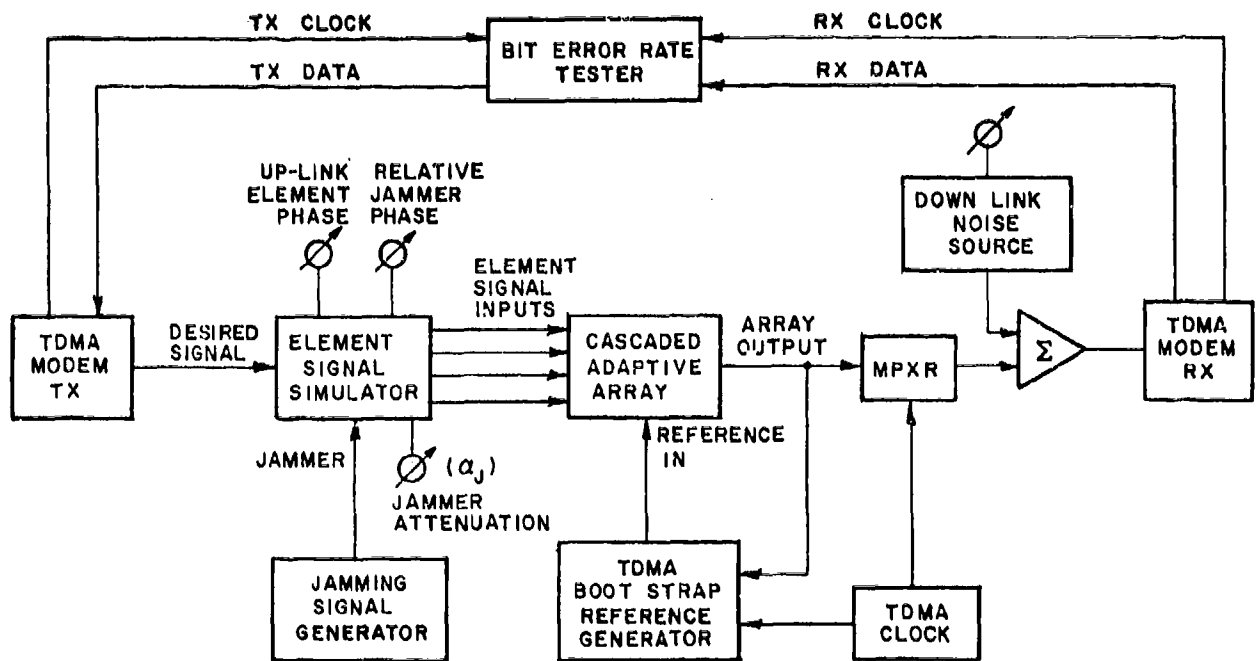 TX CLOCK
BIT ERROR RATE
TESTER
RX CLOCK
TX DATA
RX DATA
UP-LINK
ELEMENT
PHASE
RELATIVE
JAMMER
PHASE
DOWN LINK
NOISE
SOURCE
ELEMENT
SIGNAL
INPUTS
TDMA
MODEM
TX
DESIRED
SIGNAL
ELEMENT
SIGNAL
SIMULATOR
CASCADED
ADAPTIVE
ARRAY
ARRAY
OUTPUT
MPXR
Σ
TDMA
MODEM
RX
JAMMER
(αJ)
JAMMER
ATTENUATION
REFERENCE
IN
JAMMING
SIGNAL
GENERATOR
TDMA
BOOT STRAP
REFERENCE
GENERATOR
TDMA
CLOCK